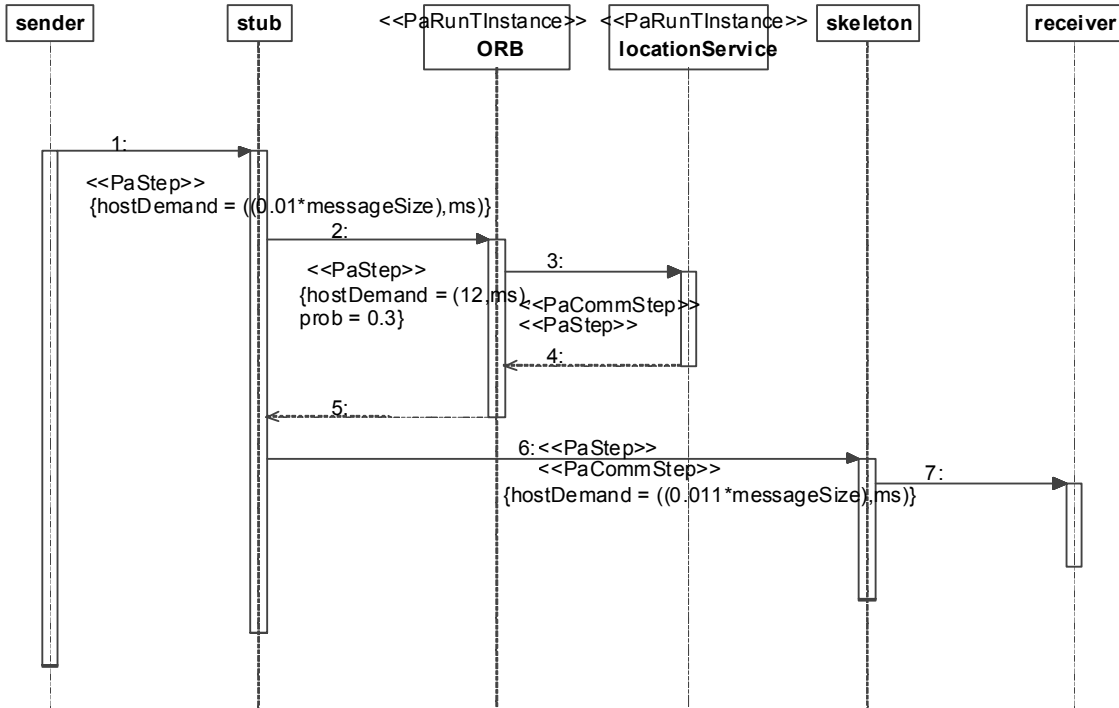 sender
stub
<<PaRunTInstance>>
ORB
<<PaRunTInstance>>
locationService
skeleton
receiver
1:
<<PaStep>>
{hostDemand = ((0.01*messageSize),ms)}
2:
<<PaStep>>
{hostDemand = (12,ms),
prob = 0.3}
3:
<<PaCommStep>>
<<PaStep>>
4:
5:
6:<<PaStep>>
<<PaCommStep>>
{hostDemand = ((0.011*messageSize),ms)}
7: